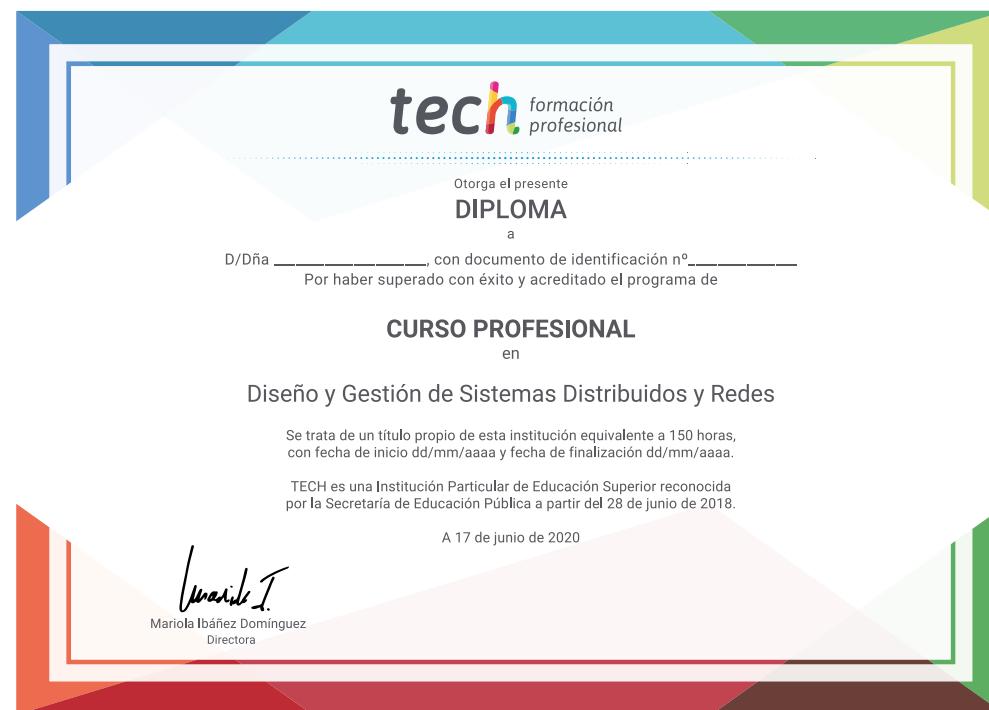 tech formación
profesional
Otorga el presente
DIPLOMA
a
D/Dña ____________________, con documento de identificación nº______________
Por haber superado con éxito y acreditado el programa de
CURSO PROFESIONAL
en
Diseño y Gestión de Sistemas Distribuidos y Redes
Se trata de un título propio de esta institución equivalente a 150 horas,
con fecha de inicio dd/mm/aaaa y fecha de finalización dd/mm/aaaa.
TECH es una Institución Particular de Educación Superior reconocida
por la Secretaría de Educación Pública a partir del 28 de junio de 2018.
A 17 de junio de 2020
Mariola Ibáñez Domínguez
Directora